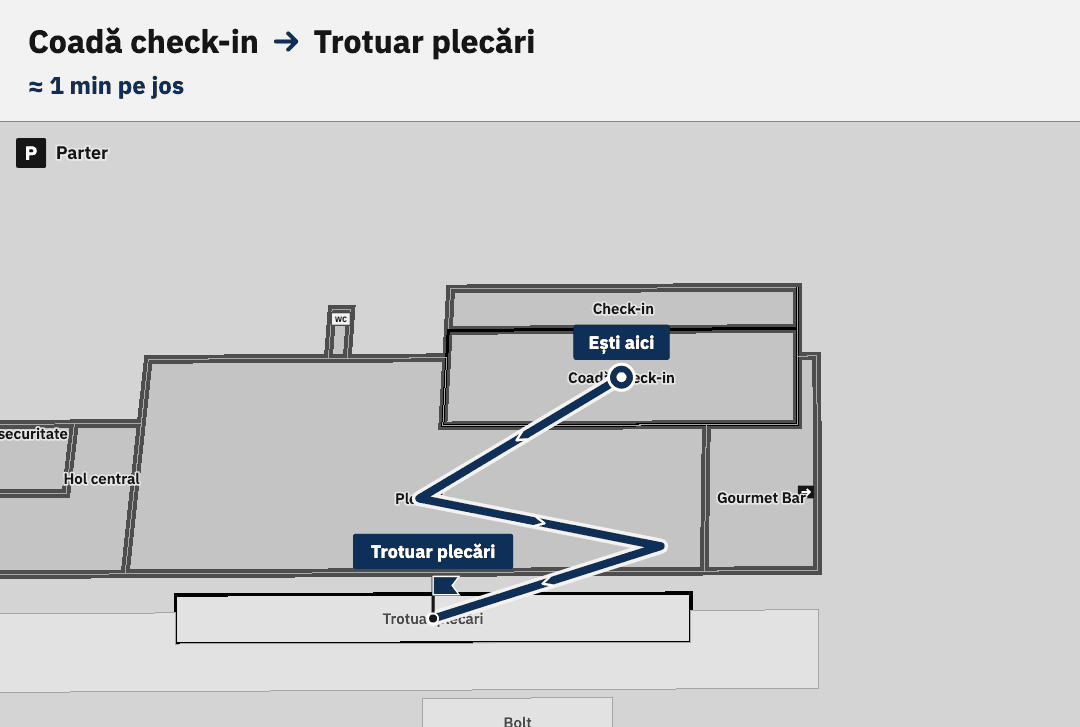 Coadă check-in → Trotuar plecări
≈ 1 min pe jos
P Parter
WC
Check-in
Ești aici
securitate
Hol central
Gourmet Bar
Trotuar plecări
Bolt